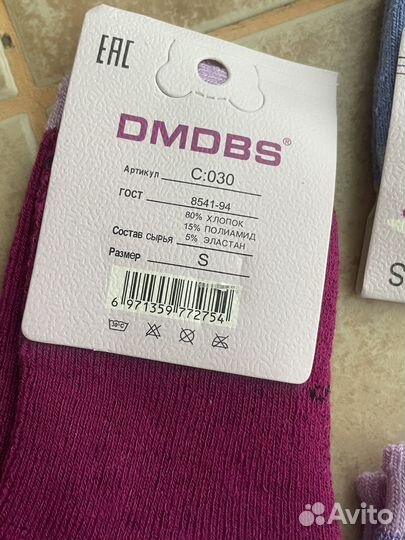 EAC
DMDBS®
Артикул C:030
ГОСТ 8541-94
80% ХЛОПОК
15% ПОЛИАМИД
Состав сырья 5% ЭЛАСТАН
Размер S
6 971359 772754
30°C
S
Avito